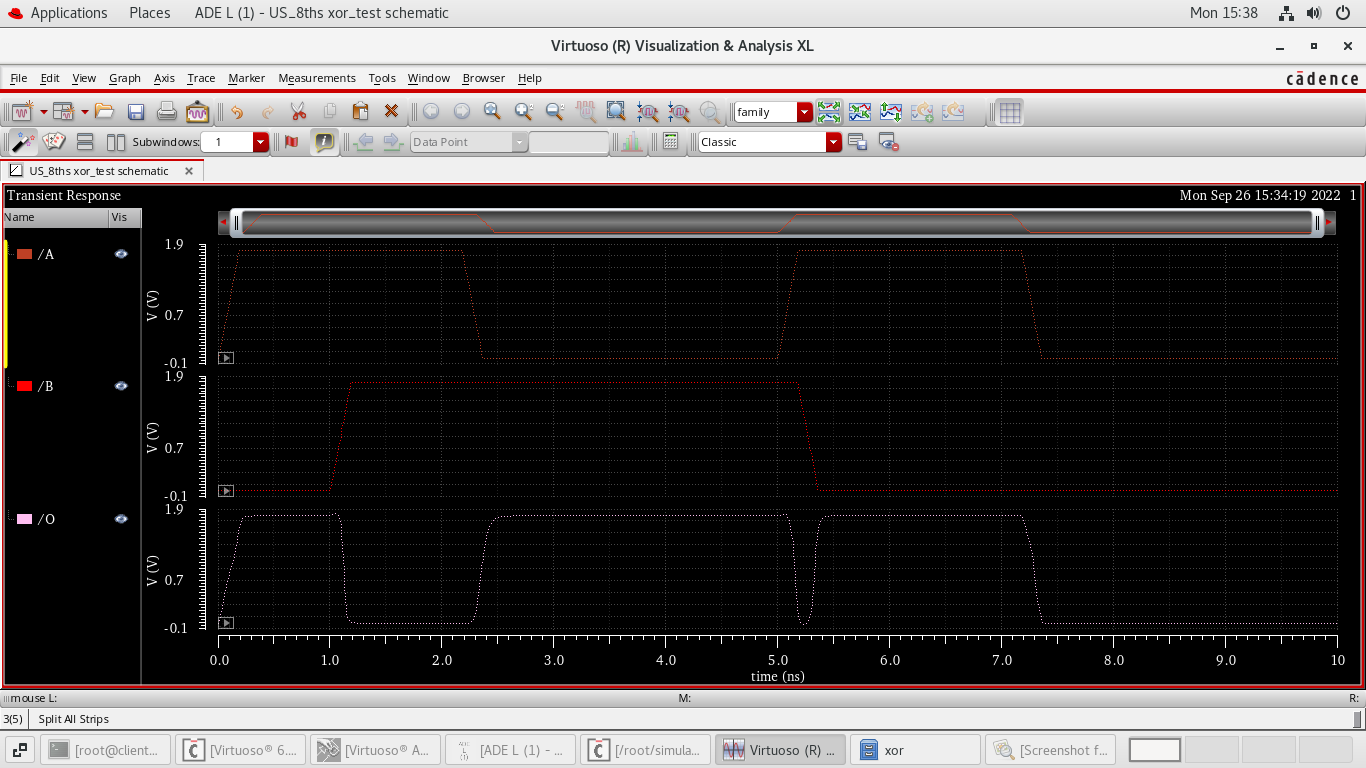 Applications Places ADE L (1) - US_8ths xor_test schematic Mon 15:38
Virtuoso (R) Visualization & Analysis XL
File Edit View Graph Axis Trace Marker Measurements Tools Window Browser Help cādence
family
Subwindows: 1 Data Point Classic
US_8ths xor_test schematic
Transient Response Mon Sep 26 15:34:19 2022 1
Name Vis
/A
1.9
V (V)
0.7
-0.1
/B
1.9
V (V)
0.7
-0.1
/O
1.9
V (V)
0.7
-0.1
0.0 1.0 2.0 3.0 4.0 5.0 6.0 7.0 8.0 9.0 10
time (ns)
mouse L: M: R:
3(5) Split All Strips
[root@client... [Virtuoso® 6.... [Virtuoso® A... [ADE L (1) - ... [/root/simula... Virtuoso (R) ... xor [Screenshot f...